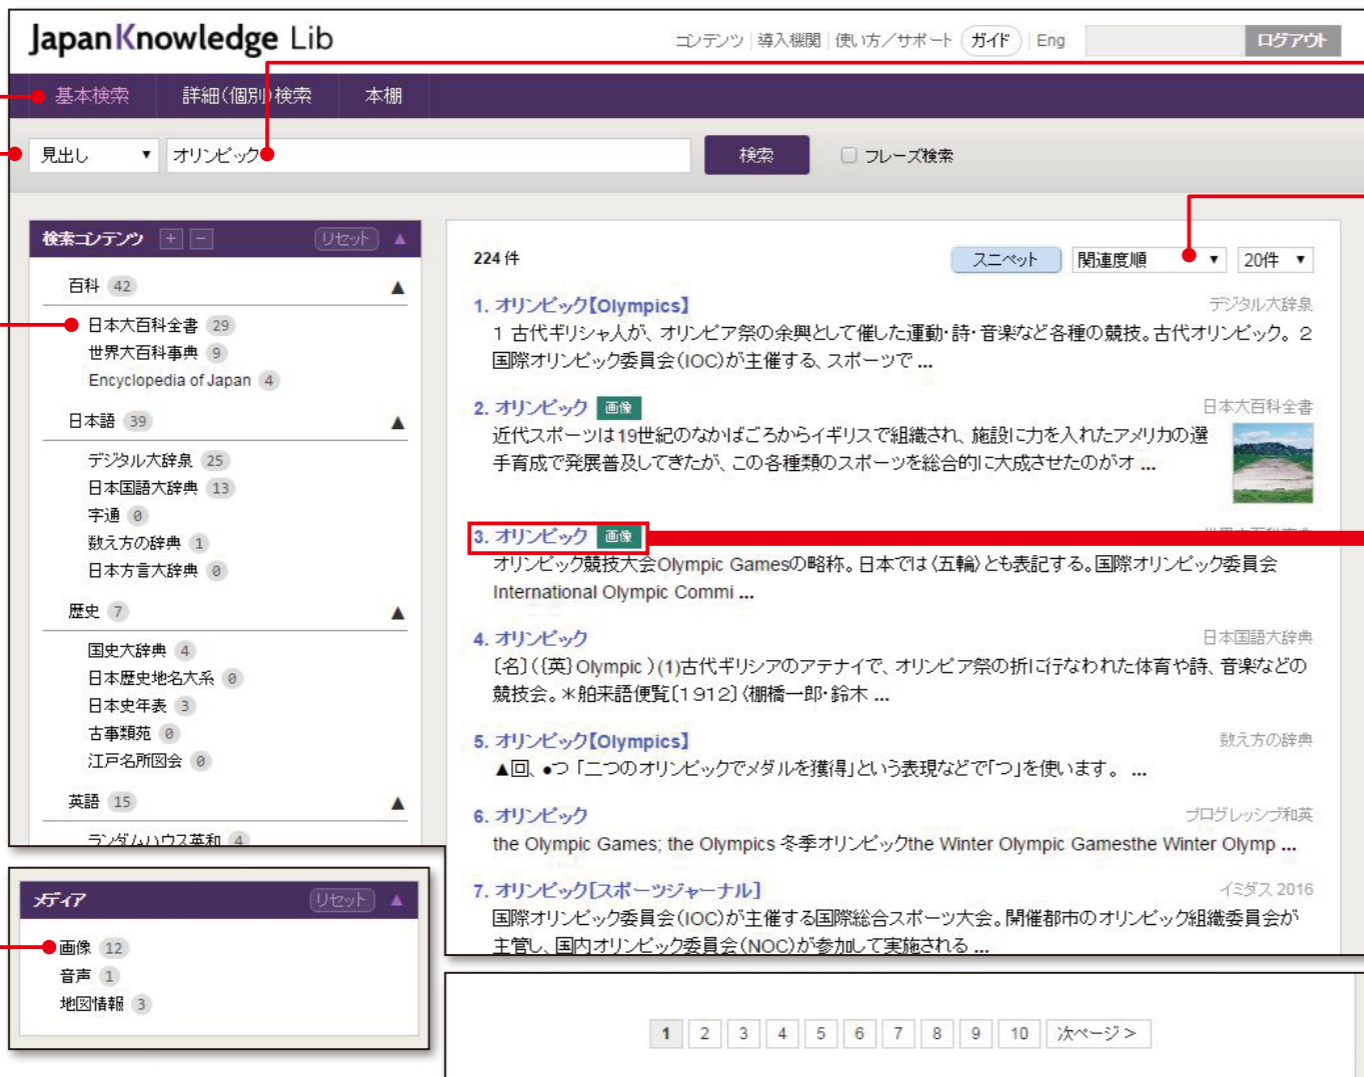 JapanKnowledge Lib
コンテンツ 導入機関 使い方／サポート ガイド Eng ログアウト
基本検索 詳細(個別)検索 本棚
見出し ▼ オリンピック 検索 フレーズ検索
検索コンテンツ + − リセット ▲
百科 42 ▲
日本大百科全書 29
世界大百科事典 9
Encyclopedia of Japan 4
日本語 39 ▲
デジタル大辞泉 25
日本国語大辞典 13
字通 0
数え方の辞典 1
日本方言大辞典 0
歴史 7 ▲
国史大辞典 4
日本歴史地名大系 0
日本史年表 3
古事類苑 0
江戸名所図会 0
英語 15 ▲
ランダムハウス英和 4
メディア リセット ▲
画像 12
音声 1
地図情報 3
224 件 スニペット 関連度順 ▼ 20件 ▼
1. オリンピック【Olympics】 デジタル大辞泉
1 古代ギリシャ人が、オリンピア祭の余興として催した運動・詩・音楽など各種の競技。古代オリンピック。 2
国際オリンピック委員会(IOC)が主催する、スポーツで ...
2. オリンピック 画像 日本大百科全書
近代スポーツは19世紀のなかばごろからイギリスで組織され、施設に力を入れたアメリカの選
手育成で発展普及してきたが、この各種類のスポーツを総合的に大成させたのがオ ...
3. オリンピック 画像
オリンピック競技大会Olympic Gamesの略称。日本では〈五輪〉とも表記する。国際オリンピック委員会
International Olympic Commi ...
4. オリンピック 日本国語大辞典
〔名〕({英}Olympic )(1)古代ギリシアのアテナイで、オリンピア祭の折に行なわれた体育や詩、音楽などの
競技会。＊舶来語便覧〔1912〕〈棚橋一郎・鈴木 ...
5. オリンピック【Olympics】 数え方の辞典
▲回、●つ 「二つのオリンピックでメダルを獲得」という表現などで「つ」を使います。 ...
6. オリンピック プログレッシブ和英
the Olympic Games; the Olympics 冬季オリンピックthe Winter Olympic Gamesthe Winter Olymp ...
7. オリンピック[スポーツジャーナル] イミダス 2016
国際オリンピック委員会(IOC)が主催する国際総合スポーツ大会。開催都市のオリンピック組織委員会が
主管し、国内オリンピック委員会(NOC)が参加して実施される ...
1 2 3 4 5 6 7 8 9 10 次ページ >